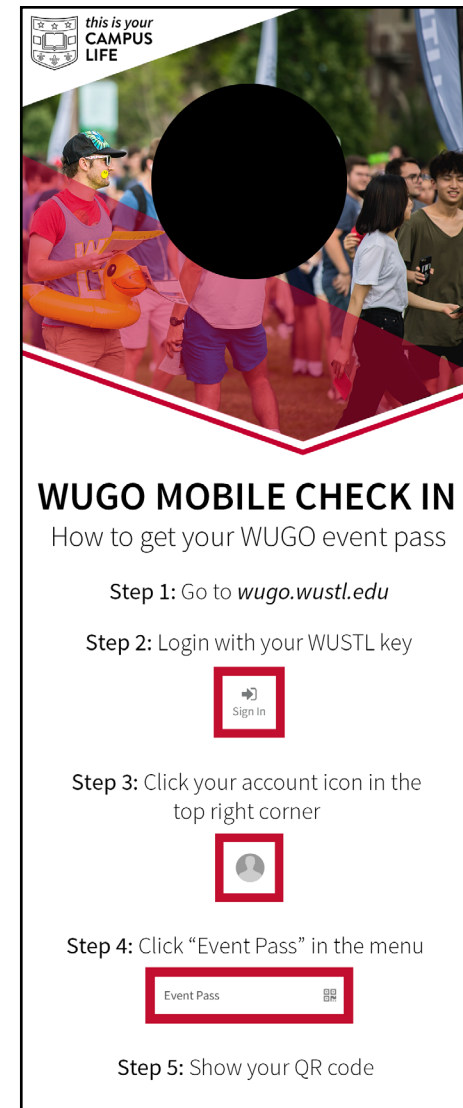 this is your
CAMPUS
LIFE
WUGO MOBILE CHECK IN
How to get your WUGO event pass
Step 1: Go to wugo.wustl.edu
Step 2: Login with your WUSTL key
Sign In
Step 3: Click your account icon in the
top right corner
Step 4: Click “Event Pass” in the menu
Event Pass
Step 5: Show your QR code